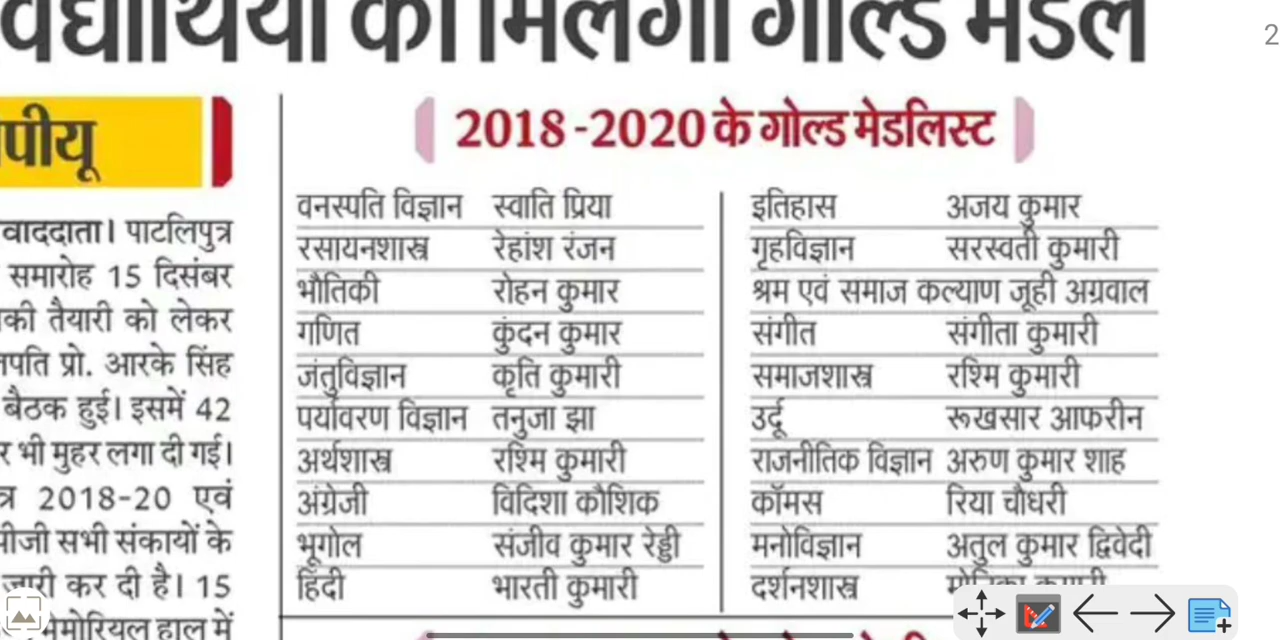 को मिलेगा गोल्ड मेडल
2
पीयू
2018-2020 के गोल्ड मेडलिस्ट
वाददाता। पाटलिपुत्र
समारोह 15 दिसंबर
की तैयारी को लेकर
पति प्रो. आरके सिंह
बैठक हुई। इसमें 42
र भी मुहर लगा दी गई।
त्र 2018-20 एवं
पीजी सभी संकायों के
जारी कर दी है। 15
मेमोरियल हाल में
वनस्पति विज्ञान स्वाति प्रिया
रसायनशास्त्र रेहांश रंजन
भौतिकी रोहन कुमार
गणित कुंदन कुमार
जंतुविज्ञान कृति कुमारी
पर्यावरण विज्ञान तनुजा झा
अर्थशास्त्र रश्मि कुमारी
अंग्रेजी विदिशा कौशिक
भूगोल संजीव कुमार रेड्डी
हिंदी भारती कुमारी
इतिहास अजय कुमार
गृहविज्ञान सरस्वती कुमारी
श्रम एवं समाज कल्याण जूही अग्रवाल
संगीत संगीता कुमारी
समाजशास्त्र रश्मि कुमारी
उर्दू रूखसार आफरीन
राजनीतिक विज्ञान अरुण कुमार शाह
कॉमस रिया चौधरी
मनोविज्ञान अतुल कुमार द्विवेदी
दर्शनशास्त्र